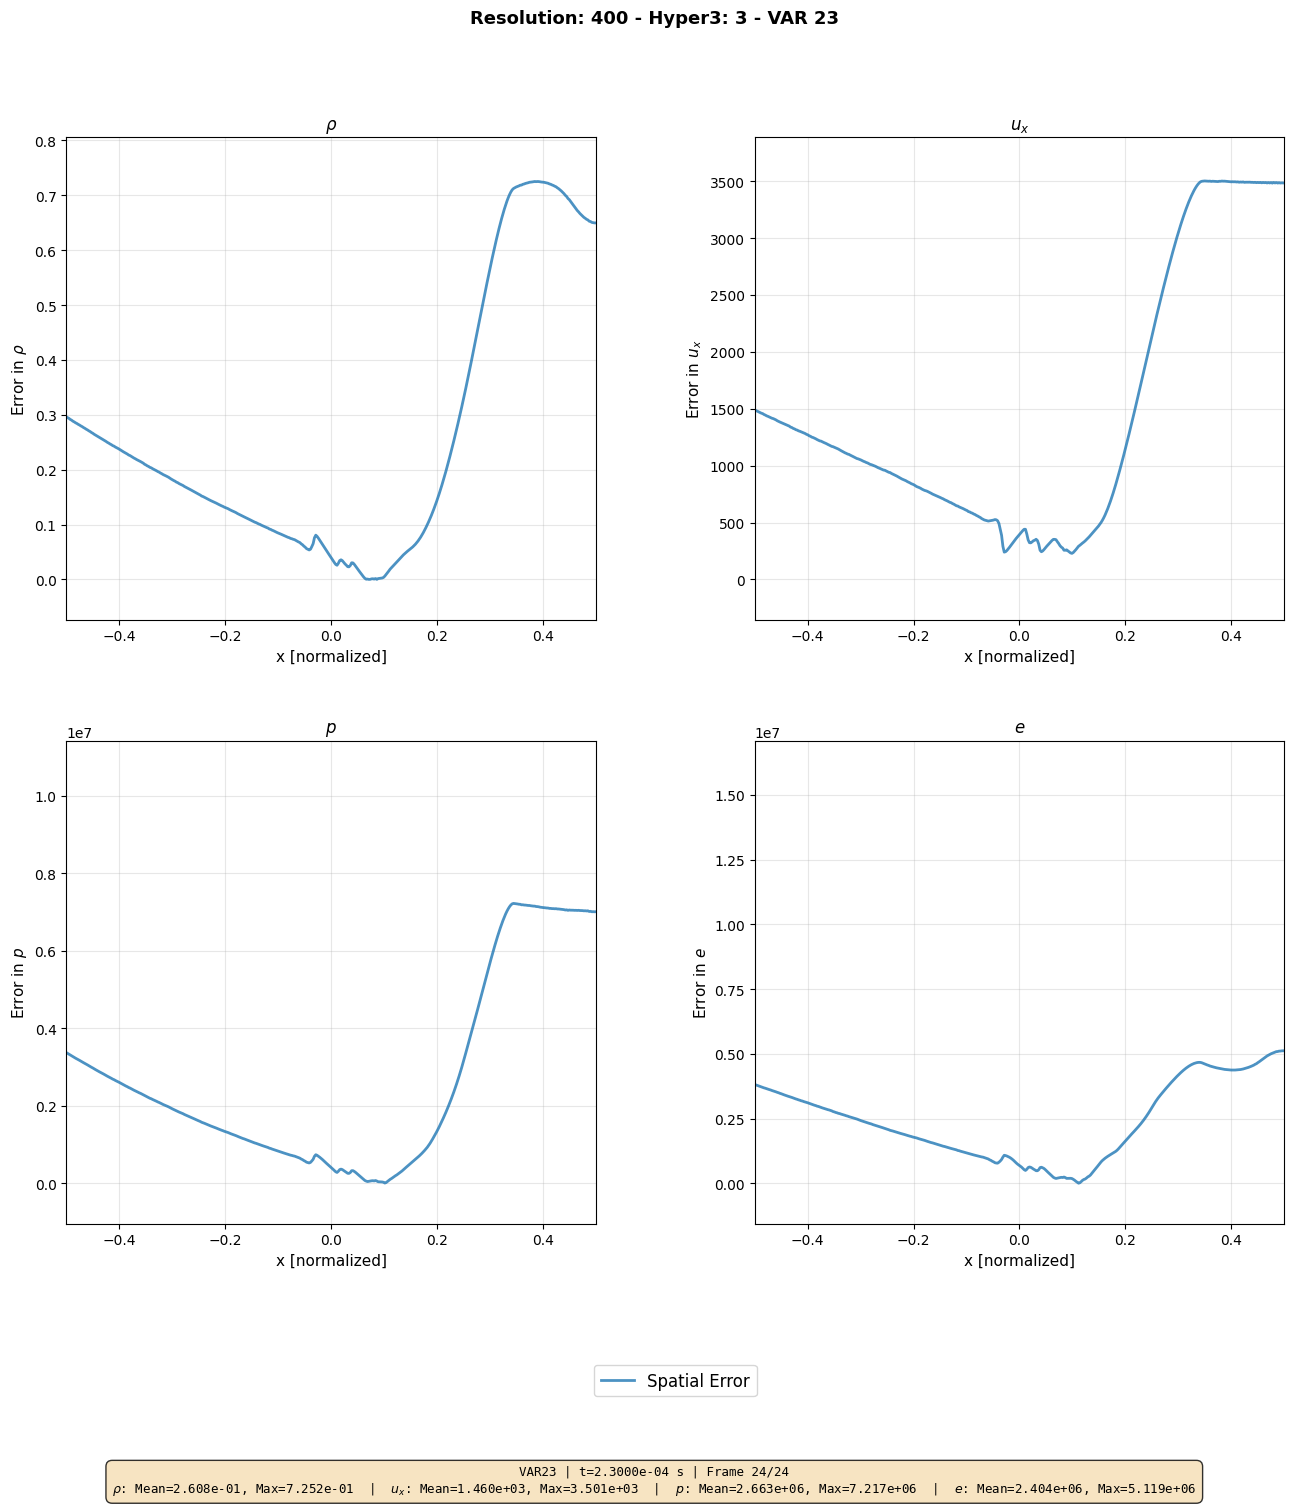 Resolution: 400 - Hyper3: 3 - VAR 23
ρ
Error in ρ
0.8
0.7
0.6
0.5
0.4
0.3
0.2
0.1
0.0
−0.4 −0.2 0.0 0.2 0.4
x [normalized]
u_x
Error in u_x
3500
3000
2500
2000
1500
1000
500
0
−0.4 −0.2 0.0 0.2 0.4
x [normalized]
p
1e7
Error in p
1.0
0.8
0.6
0.4
0.2
0.0
−0.4 −0.2 0.0 0.2 0.4
x [normalized]
e
1e7
Error in e
1.50
1.25
1.00
0.75
0.50
0.25
0.00
−0.4 −0.2 0.0 0.2 0.4
x [normalized]
Spatial Error
VAR23 | t=2.3000e-04 s | Frame 24/24
ρ: Mean=2.608e-01, Max=7.252e-01 | u_x: Mean=1.460e+03, Max=3.501e+03 | p: Mean=2.663e+06, Max=7.217e+06 | e: Mean=2.404e+06, Max=5.119e+06